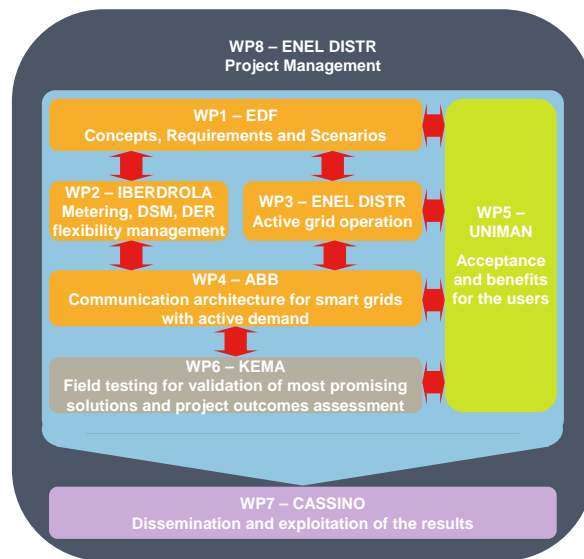 WP8 – ENEL DISTR
Project Management
WP1 – EDF
Concepts, Requirements and Scenarios
WP2 – IBERDROLA
Metering, DSM, DER
flexibility management
WP3 – ENEL DISTR
Active grid operation
WP5 –
UNIMAN
Acceptance
and benefits
for the users
WP4 – ABB
Communication architecture for smart grids
with active demand
WP6 – KEMA
Field testing for validation of most promising
solutions and project outcomes assessment
WP7 – CASSINO
Dissemination and exploitation of the results